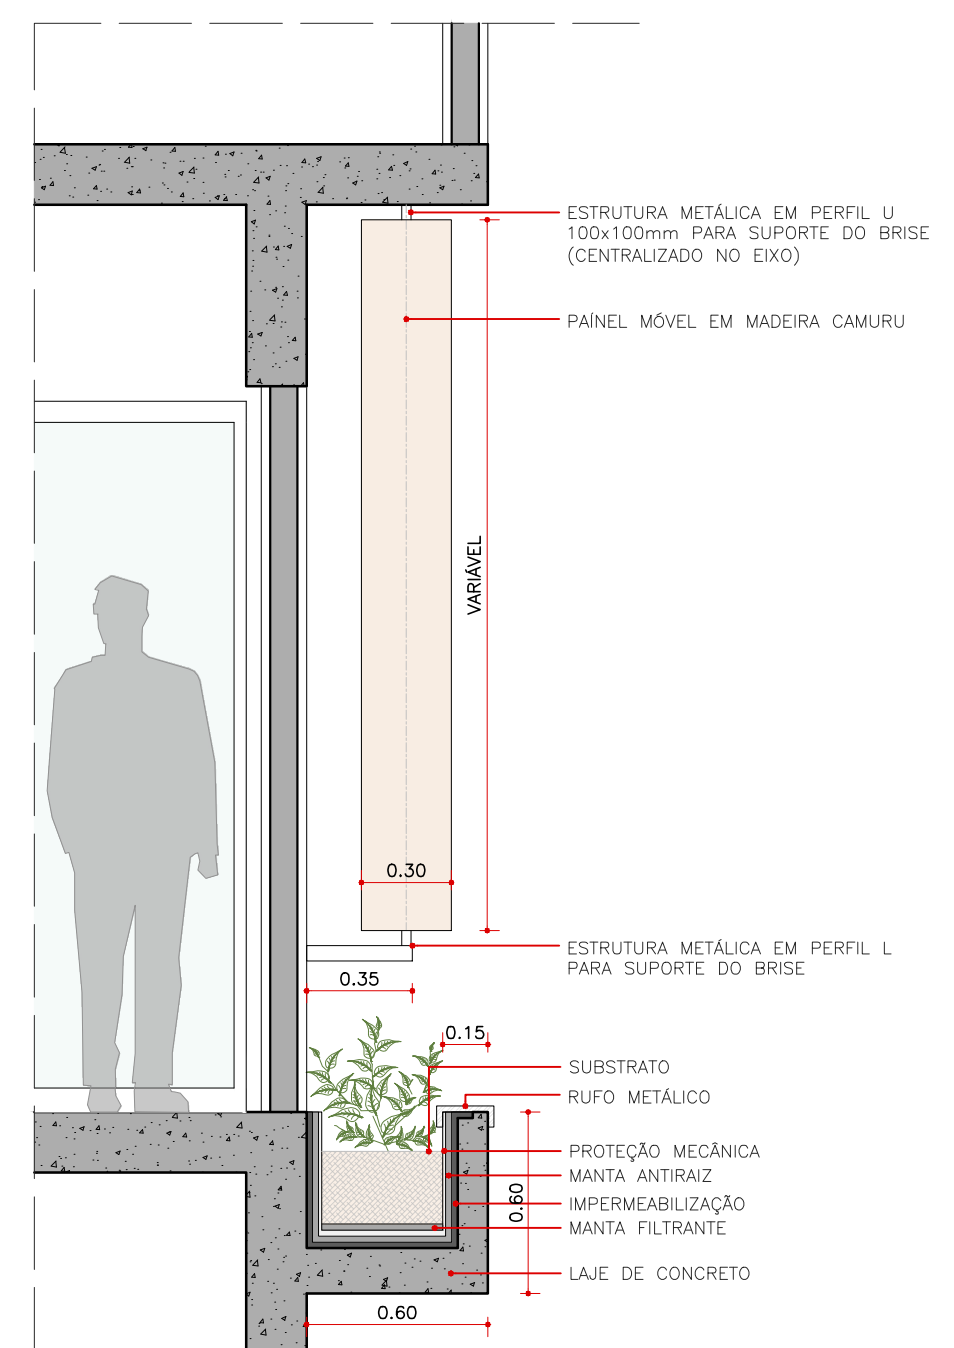 ESTRUTURA METÁLICA EM PERFIL U
100x100mm PARA SUPORTE DO BRISE
(CENTRALIZADO NO EIXO)
PAÍNEL MÓVEL EM MADEIRA CAMURU
VARIÁVEL
0.30
ESTRUTURA METÁLICA EM PERFIL L
PARA SUPORTE DO BRISE
0.35
0.15
SUBSTRATO
RUFO METÁLICO
PROTEÇÃO MECÂNICA
MANTA ANTIRAIZ
0.60
IMPERMEABILIZAÇÃO
MANTA FILTRANTE
LAJE DE CONCRETO
0.60